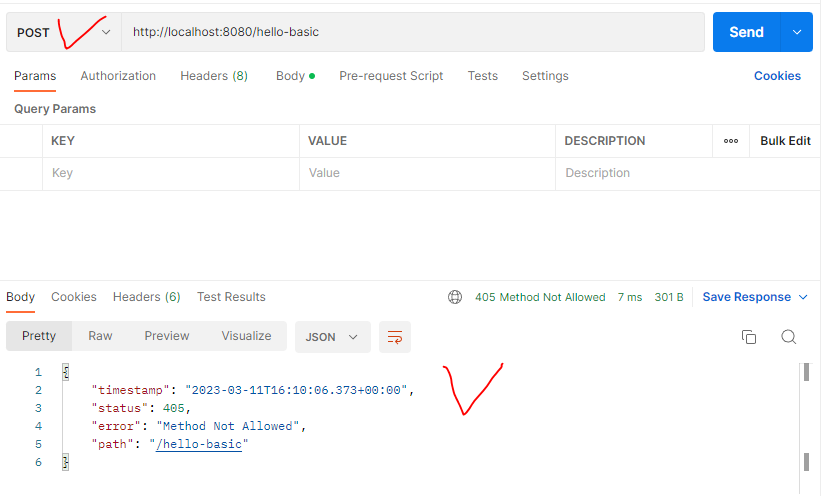 POST http://localhost:8080/hello-basic Send
Params Authorization Headers (8) Body Pre-request Script Tests Settings Cookies
Query Params
KEY VALUE DESCRIPTION ooo Bulk Edit
Key Value Description
Body Cookies Headers (6) Test Results 405 Method Not Allowed 7 ms 301 B Save Response
Pretty Raw Preview Visualize JSON
1 {
2 "timestamp": "2023-03-11T16:10:06.373+00:00",
3 "status": 405,
4 "error": "Method Not Allowed",
5 "path": "/hello-basic"
6 }